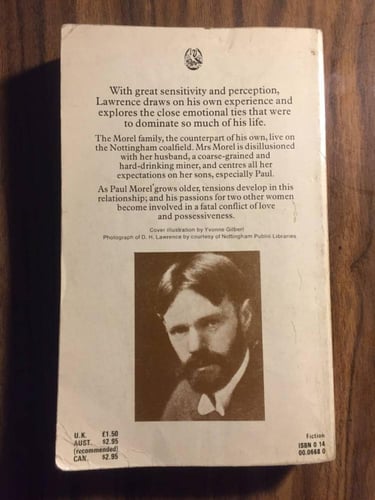 With great sensitivity and perception,
Lawrence draws on his own experience and
explores the close emotional ties that were
to dominate so much of his life.
The Morel family, the counterpart of his own, live on
the Nottingham coalfield. Mrs Morel is disillusioned
with her husband, a coarse-grained and
hard-drinking miner, and centres all her
expectations on her sons, especially Paul.
As Paul Morel grows older, tensions develop in this
relationship; and his passions for two other women
become involved in a fatal conflict of love
and possessiveness.
Cover illustration by Yvonne Gilbert
Photograph of D. H. Lawrence by courtesy of Nottingham Public Libraries
U.K. £1.50
AUST. $2.95
(recommended)
CAN. $2.95
Fiction
ISBN 0 14
00.0668 0